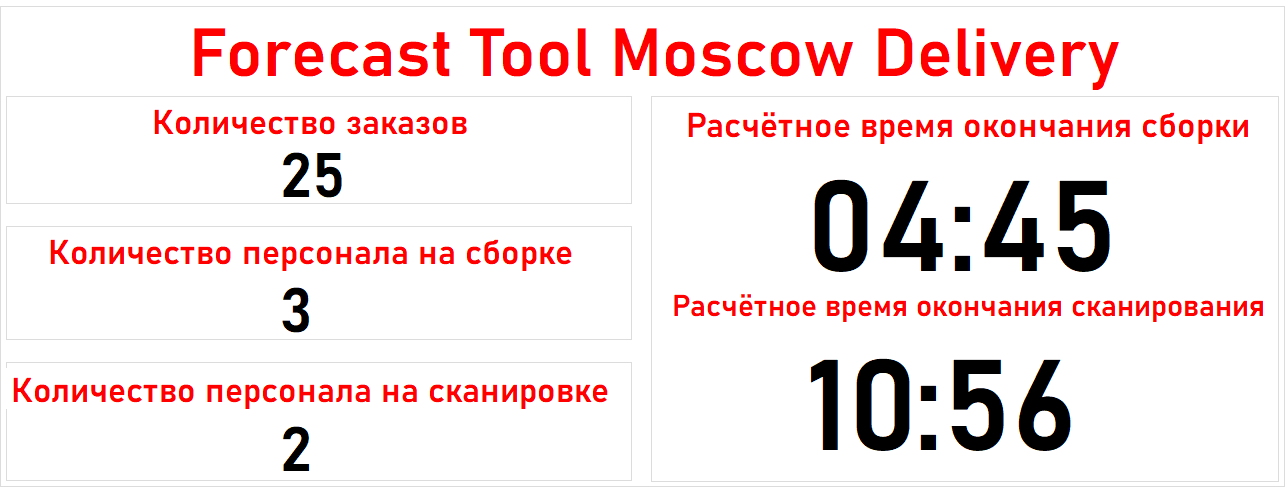 Forecast Tool Moscow Delivery
Количество заказов
25
Количество персонала на сборке
3
Количество персонала на сканировке
2
Расчётное время окончания сборки
04:45
Расчётное время окончания сканирования
10:56